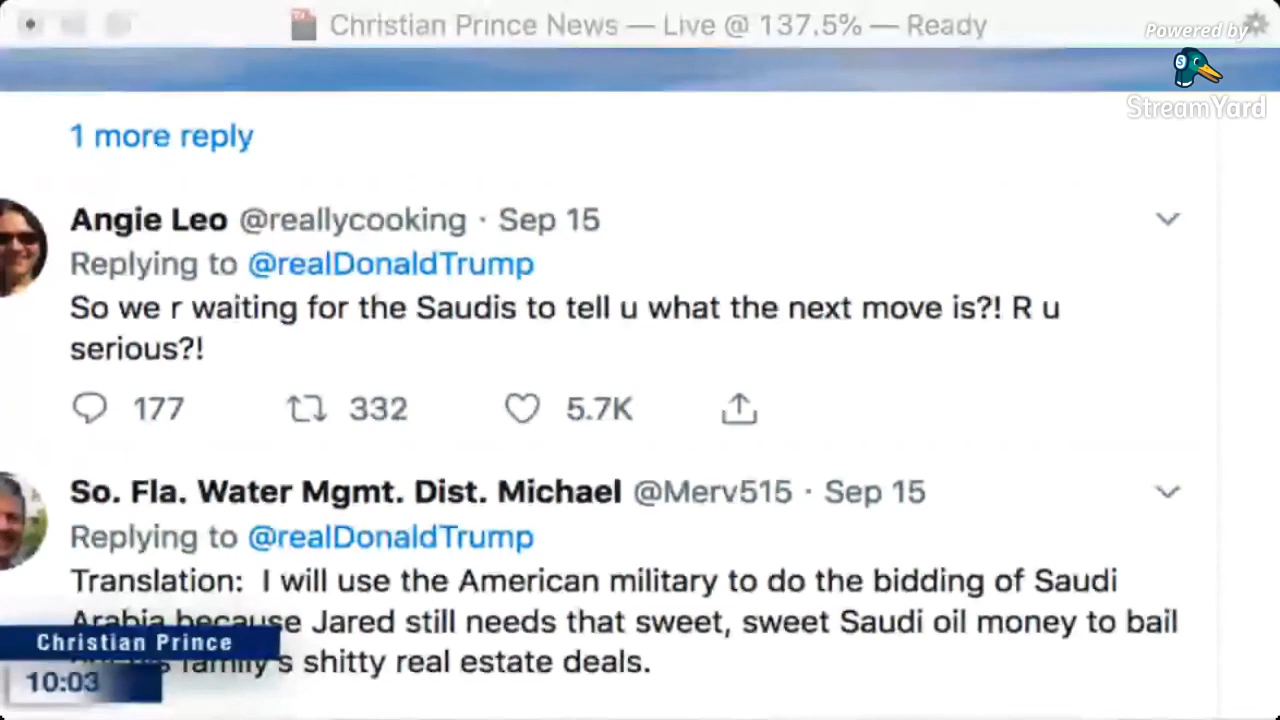 Christian Prince News — Live @ 137.5% — Ready
Powered by
StreamYard
1 more reply
Angie Leo @reallycooking · Sep 15
Replying to @realDonaldTrump
So we r waiting for the Saudis to tell u what the next move is?! R u
serious?!
177 332 5.7K
So. Fla. Water Mgmt. Dist. Michael @Merv515 · Sep 15
Replying to @realDonaldTrump
Translation: I will use the American military to do the bidding of Saudi
Arabia because Jared still needs that sweet, sweet Saudi oil money to bail
family's shitty real estate deals.
Christian Prince
10:03